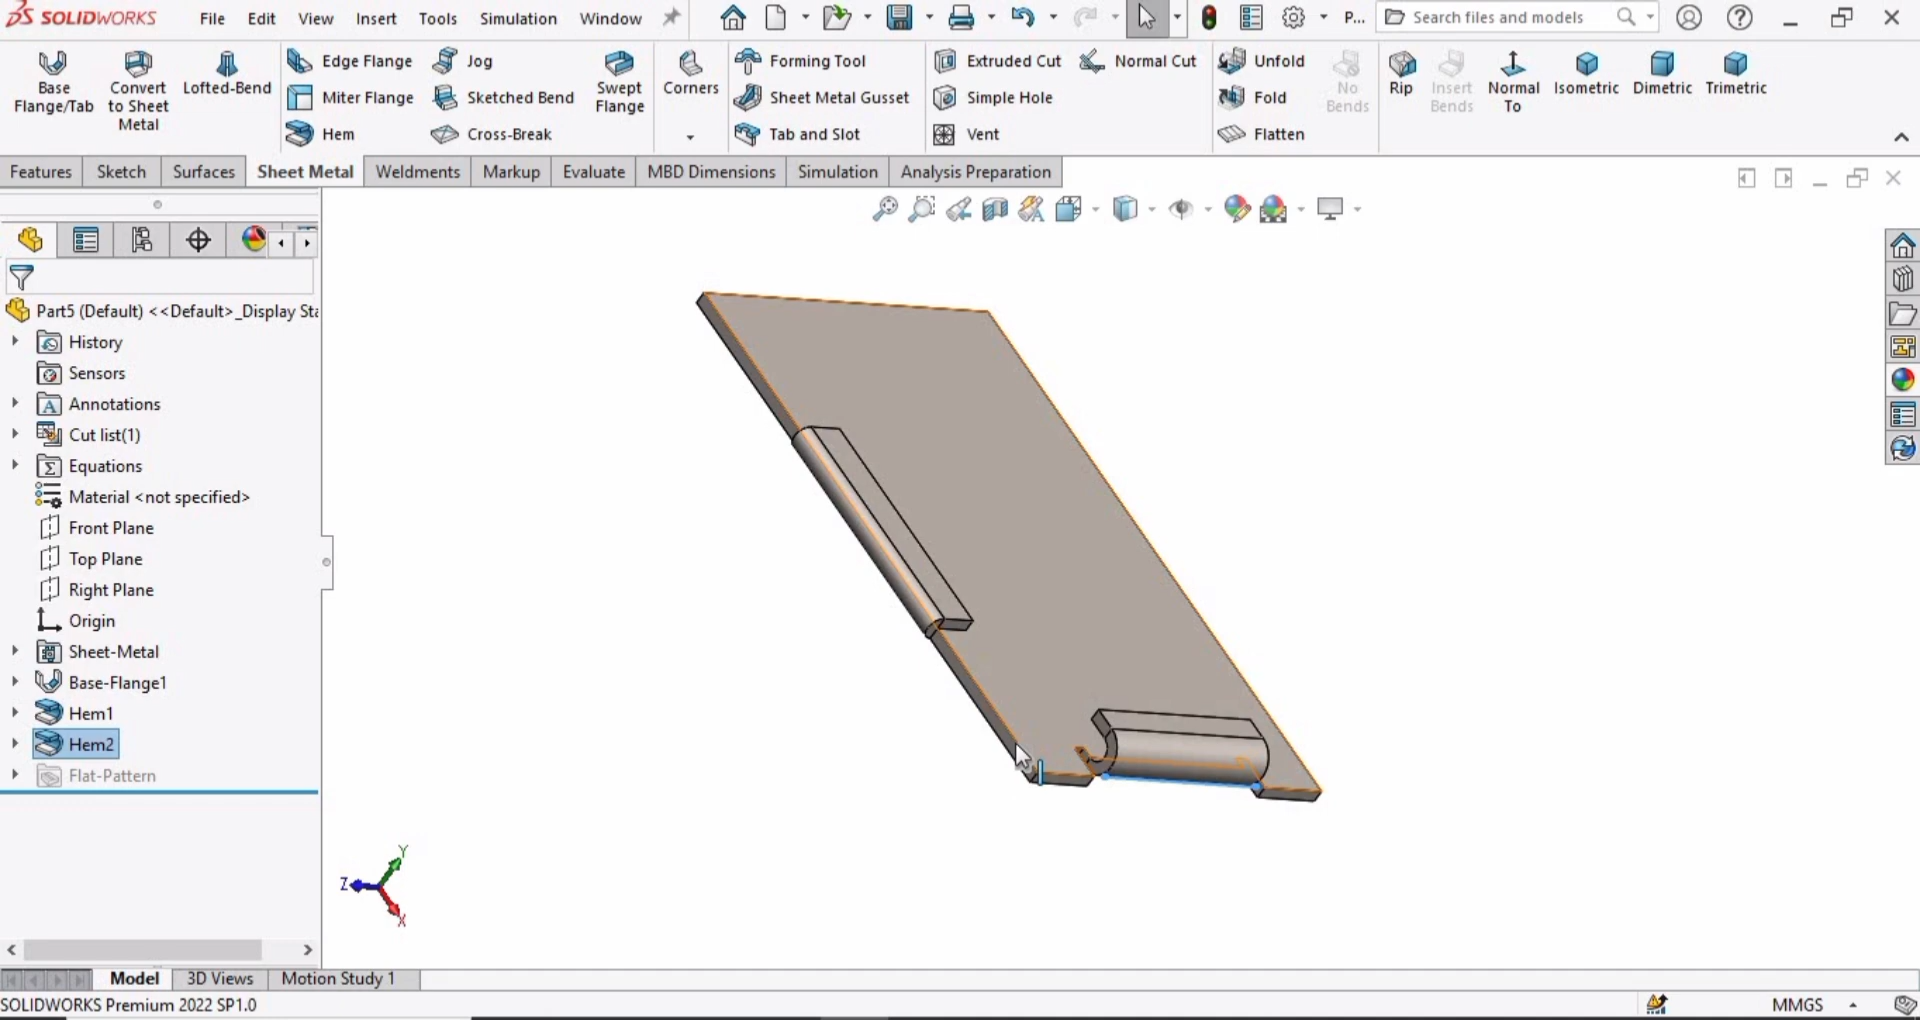 SOLIDWORKS File Edit View Insert Tools Simulation Window P... Search files and models
Base Flange/Tab
Convert to Sheet Metal
Lofted-Bend
Edge Flange
Miter Flange
Hem
Jog
Sketched Bend
Cross-Break
Swept Flange
Corners
Forming Tool
Sheet Metal Gusset
Tab and Slot
Extruded Cut
Simple Hole
Vent
Normal Cut
Unfold
Fold
Flatten
No Bends
Rip
Insert Bends
Normal To
Isometric
Dimetric
Trimetric
Features Sketch Surfaces Sheet Metal Weldments Markup Evaluate MBD Dimensions Simulation Analysis Preparation
Part5 (Default) <<Default>_Display Sta
History
Sensors
Annotations
Cut list(1)
Equations
Material <not specified>
Front Plane
Top Plane
Right Plane
Origin
Sheet-Metal
Base-Flange1
Hem1
Hem2
Flat-Pattern
Y
Z
X
Model 3D Views Motion Study 1
SOLIDWORKS Premium 2022 SP1.0 MMGS